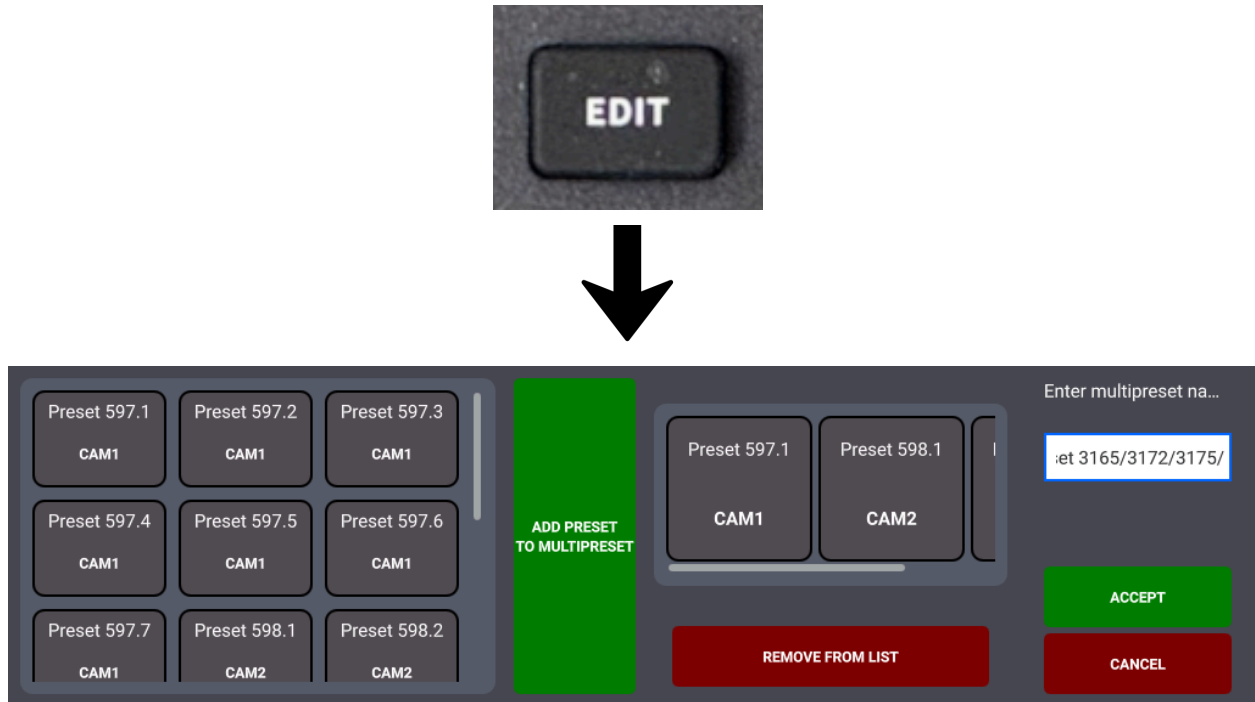 EDIT
Preset 597.1
CAM1
Preset 597.2
CAM1
Preset 597.3
CAM1
Preset 597.4
CAM1
Preset 597.5
CAM1
Preset 597.6
CAM1
Preset 597.7
CAM1
Preset 598.1
CAM2
Preset 598.2
CAM2
ADD PRESET
TO MULTIPRESET
Preset 597.1
CAM1
Preset 598.1
CAM2
REMOVE FROM LIST
Enter multipreset na...
et 3165/3172/3175/
ACCEPT
CANCEL